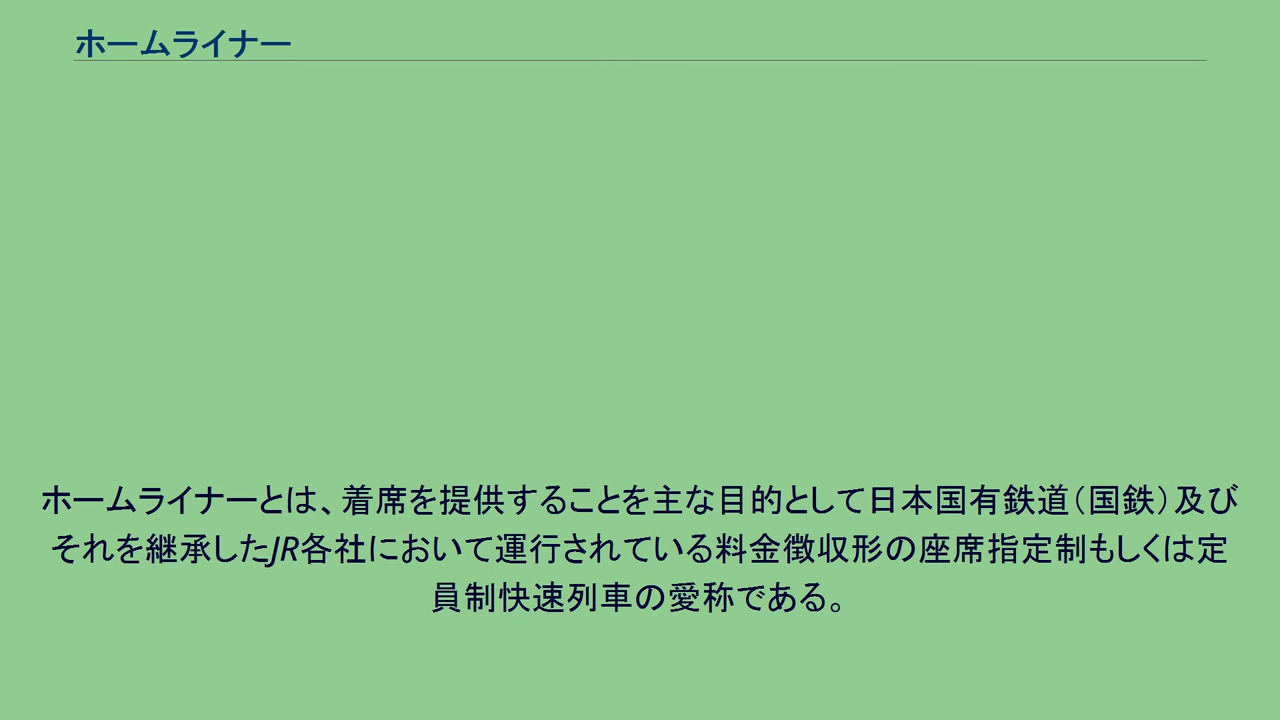 ホームライナー
ホームライナーとは、着席を提供することを主な目的として日本国有鉄道（国鉄）及び
それを継承したJR各社において運行されている料金徴収形の座席指定制もしくは定
員制快速列車の愛称である。